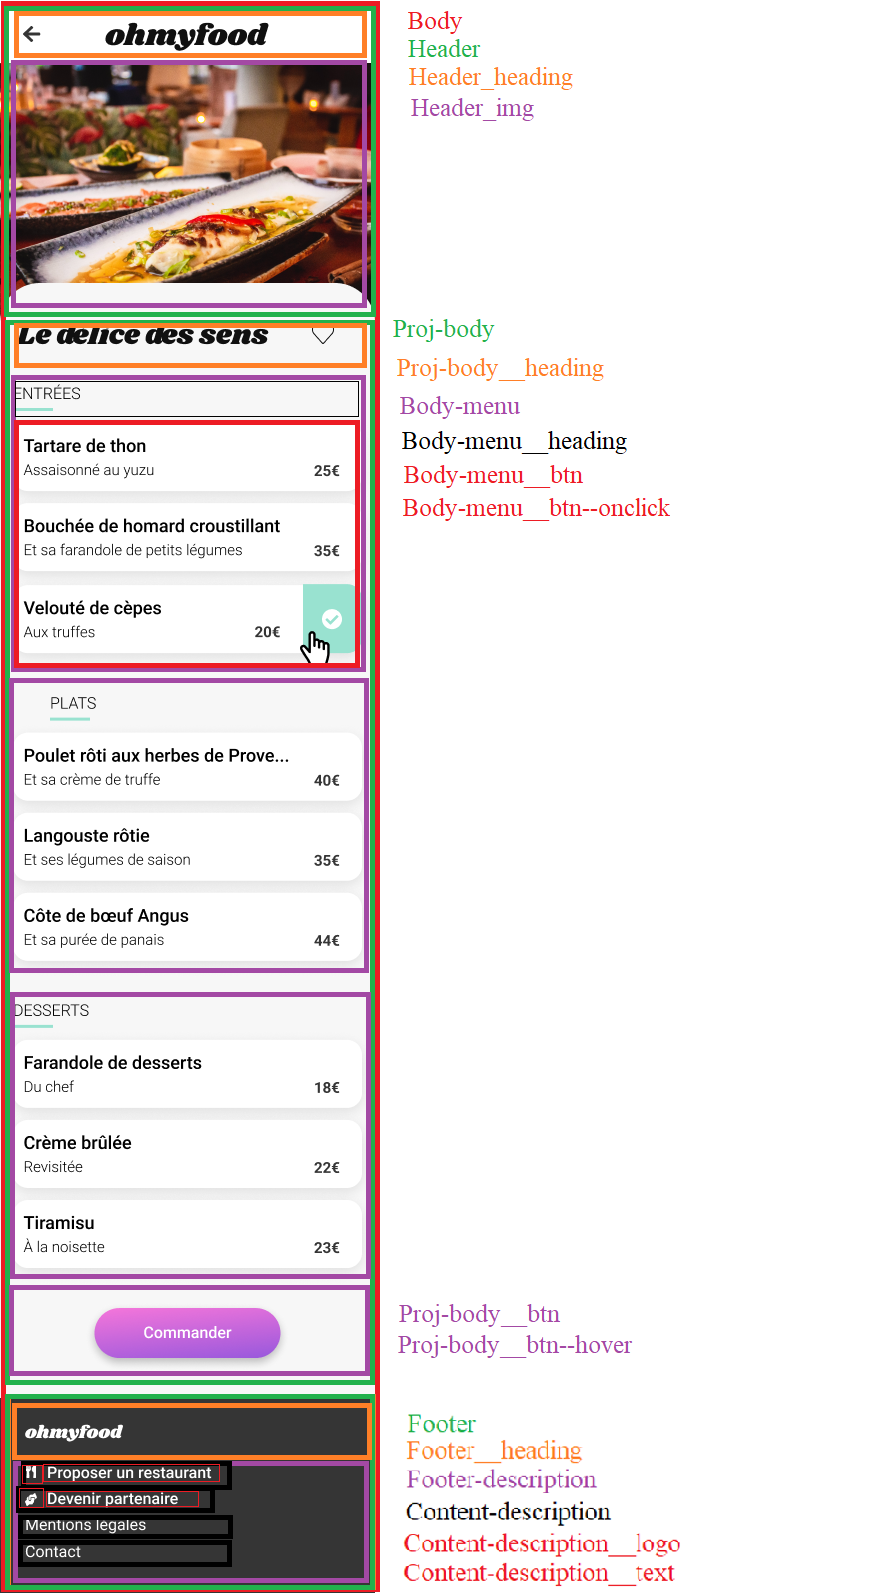 ohmyfood
Body
Header
Header_heading
Header_img
Le délice des sens
Proj-body
Proj-body__heading
Body-menu
Body-menu__heading
Body-menu__btn
Body-menu__btn--onclick
ENTRÉES
Tartare de thon
Assaisonné au yuzu 25€
Bouchée de homard croustillant
Et sa farandole de petits légumes 35€
Velouté de cèpes
Aux truffes 20€
PLATS
Poulet rôti aux herbes de Prove...
Et sa crème de truffe 40€
Langouste rôtie
Et ses légumes de saison 35€
Côte de bœuf Angus
Et sa purée de panais 44€
DESSERTS
Farandole de desserts
Du chef 18€
Crème brûlée
Revisitée 22€
Tiramisu
À la noisette 23€
Commander
Proj-body__btn
Proj-body__btn--hover
ohmyfood
Proposer un restaurant
Devenir partenaire
Mentions légales
Contact
Footer
Footer__heading
Footer-description
Content-description
Content-description__logo
Content-description__text